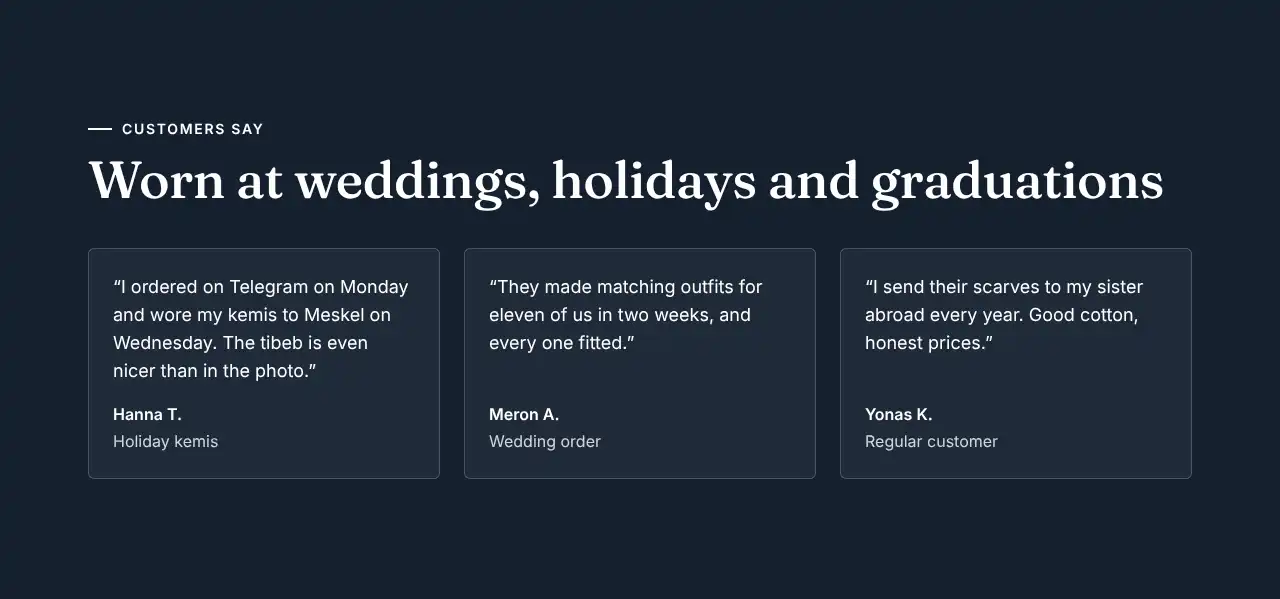 CUSTOMERS SAY
Worn at weddings, holidays and graduations
“I ordered on Telegram on Monday
and wore my kemis to Meskel on
Wednesday. The tibeb is even
nicer than in the photo.”
Hanna T.
Holiday kemis
“They made matching outfits for
eleven of us in two weeks, and
every one fitted.”
Meron A.
Wedding order
“I send their scarves to my sister
abroad every year. Good cotton,
honest prices.”
Yonas K.
Regular customer